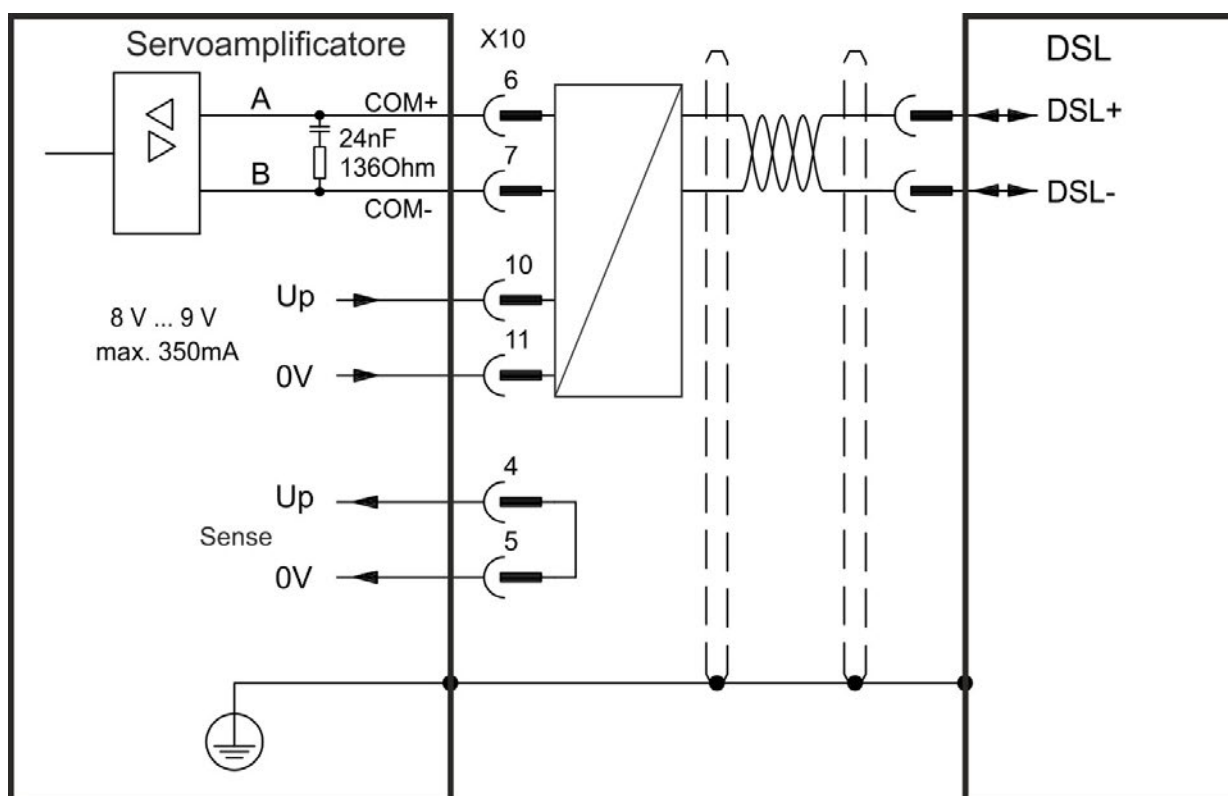 Servoamplificatore
X10
DSL
6
A
COM+
DSL+
24nF
136Ohm
7
B
COM-
DSL-
10
Up
8 V ... 9 V
max. 350mA
11
0V
4
Up
Sense
5
0V